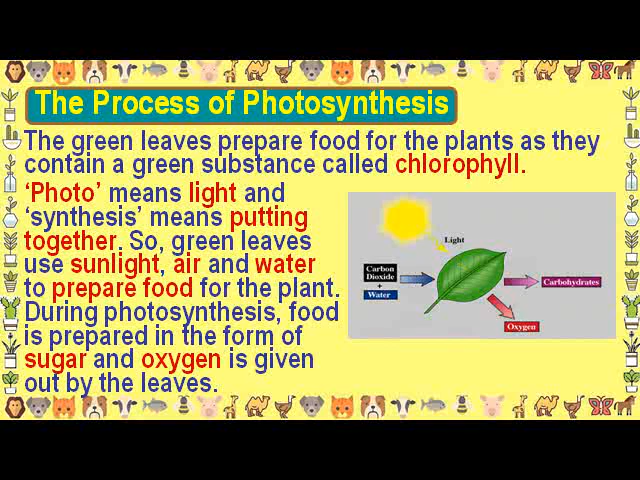 The Process of Photosynthesis
The green leaves prepare food for the plants as they
contain a green substance called chlorophyll.
‘Photo’ means light and
‘synthesis’ means putting
together. So, green leaves
use sunlight, air and water
to prepare food for the plant.
During photosynthesis, food
is prepared in the form of
sugar and oxygen is given
out by the leaves.
Light
Carbon
Dioxide
+
Water
Carbohydrates
Oxygen